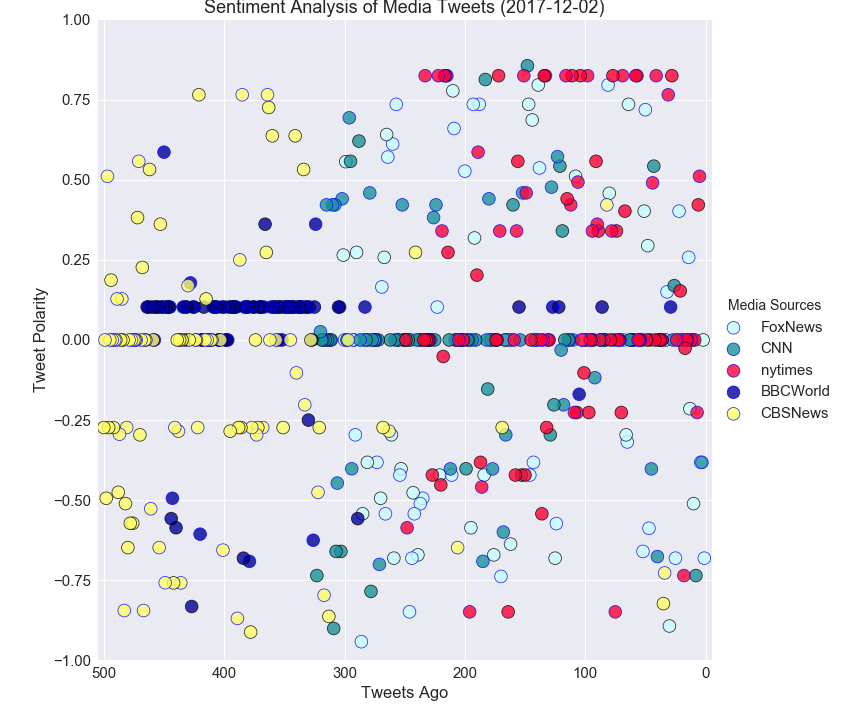 Sentiment Analysis of Media Tweets (2017-12-02)
1.00
0.75
0.50
0.25
0.00
−0.25
−0.50
−0.75
−1.00
Tweet Polarity
500 400 300 200 100 0
Tweets Ago
Media Sources
FoxNews
CNN
nytimes
BBCWorld
CBSNews